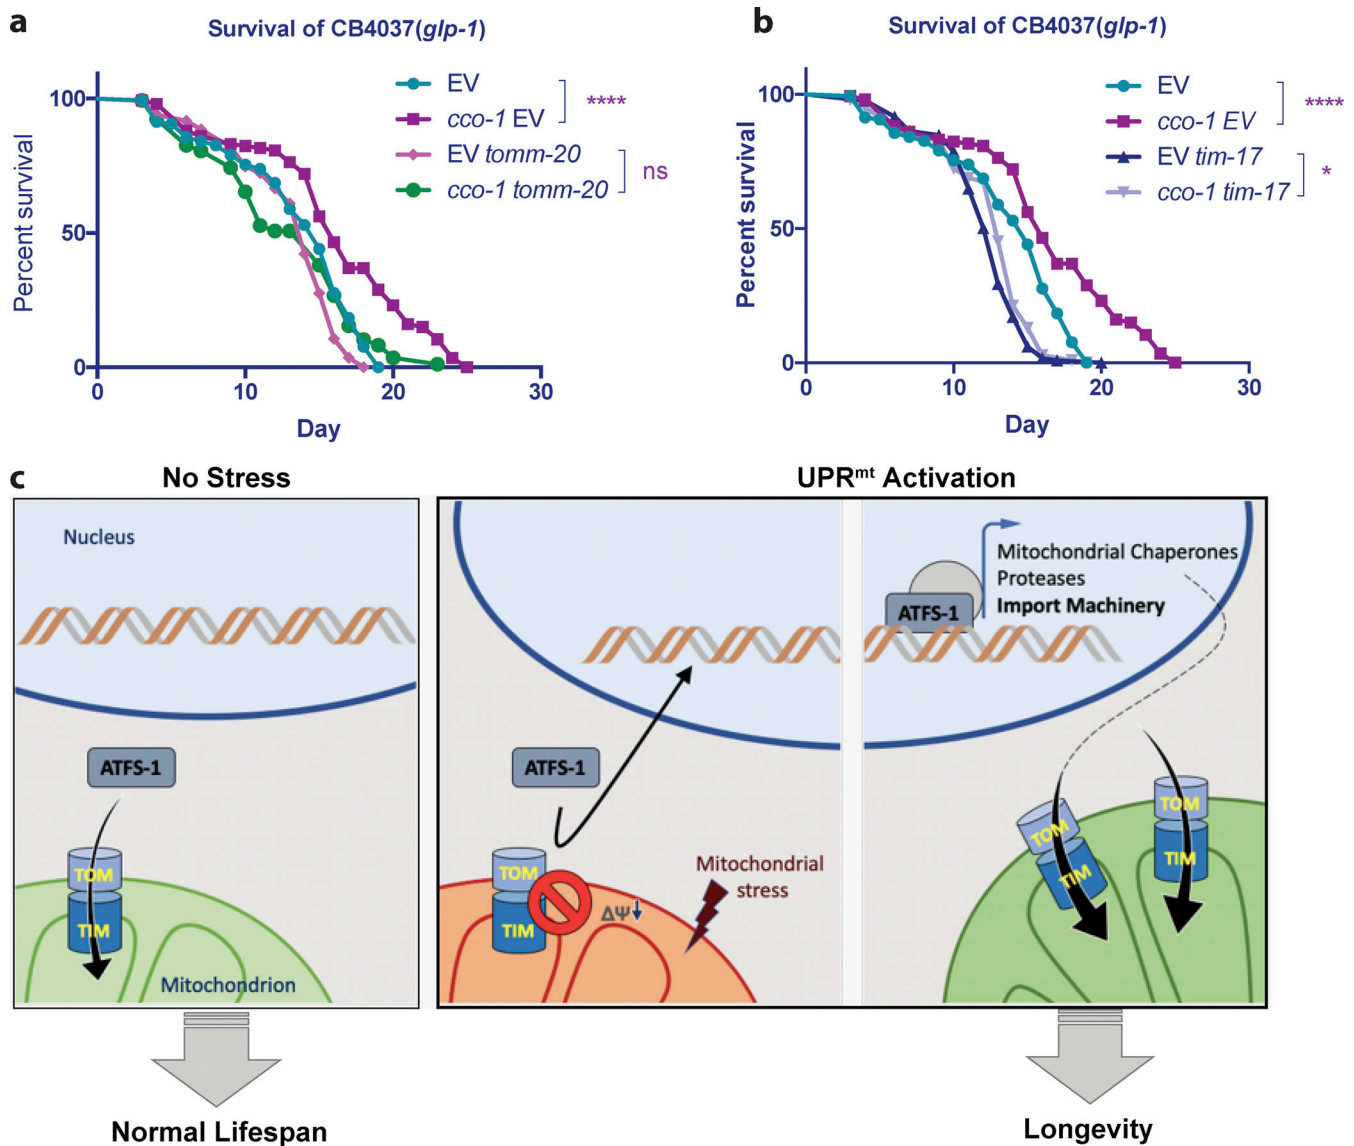 a
Survival of CB4037(glp-1)
EV
cco-1 EV
EV tomm-20
cco-1 tomm-20
****
ns
Percent survival
100
50
0
0
10
20
30
Day
b
Survival of CB4037(glp-1)
EV
cco-1 EV
EV tim-17
cco-1 tim-17
****
*
Percent survival
100
50
0
0
10
20
30
Day
c
No Stress
UPRmt Activation
Nucleus
ATFS-1
TOM
TIM
Mitochondrion
ATFS-1
TOM
TIM
ΔΨ
Mitochondrial
stress
ATFS-1
Mitochondrial Chaperones
Proteases
Import Machinery
TOM
TIM
TOM
TIM
Normal Lifespan
Longevity